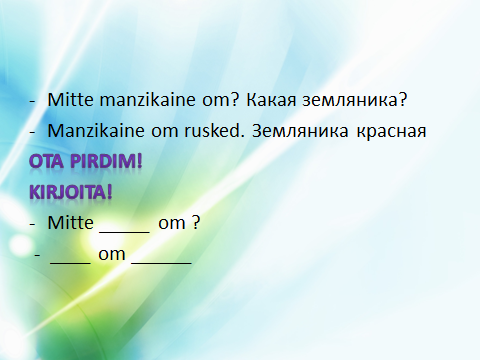 - Mitte manzikaine om? Какая земляника?
- Manzikaine om rusked. Земляника красная
OTA PIRDIM!
KIRJOITA!
- Mitte _____ om ?
- ____ om ______